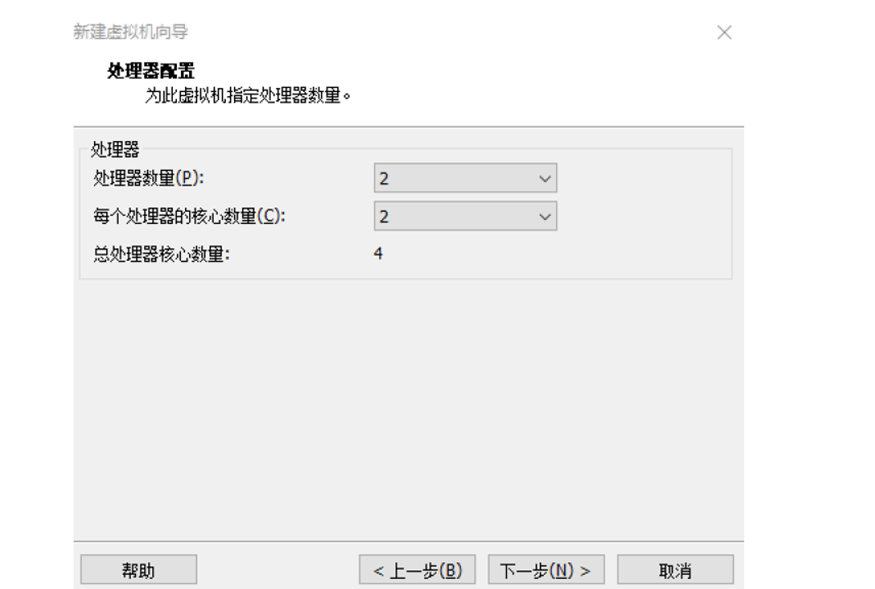 新建虚拟机向导
处理器配置
为此虚拟机指定处理器数量。
处理器
处理器数量(P): 2
每个处理器的核心数量(C): 2
总处理器核心数量: 4
帮助 < 上一步(B) 下一步(N) > 取消